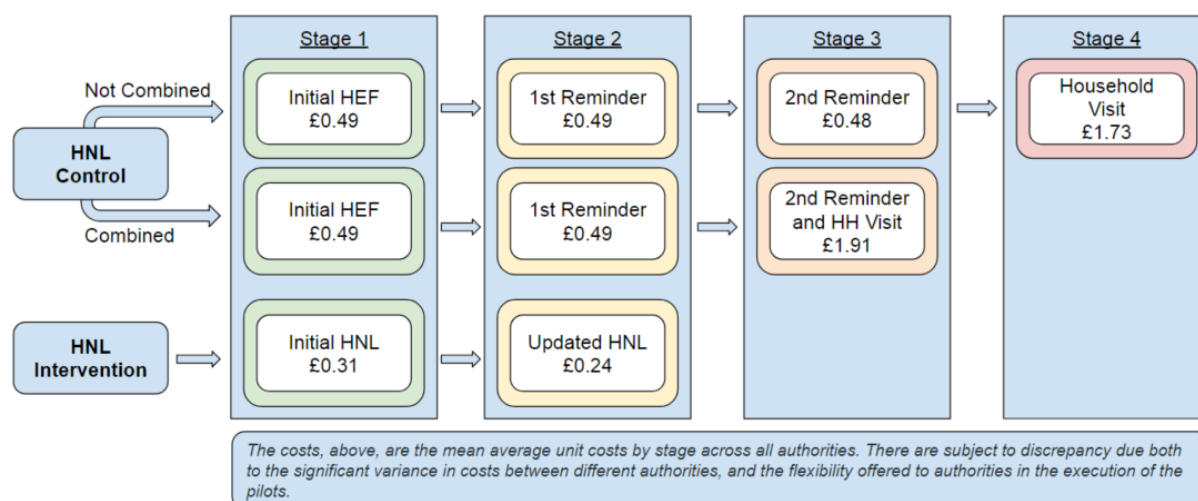 Stage 1
Stage 2
Stage 3
Stage 4
Not Combined
HNL
Control
Combined
Initial HEF
£0.49
1st Reminder
£0.49
2nd Reminder
£0.48
Household
Visit
£1.73
Initial HEF
£0.49
1st Reminder
£0.49
2nd Reminder
and HH Visit
£1.91
HNL
Intervention
Initial HNL
£0.31
Updated HNL
£0.24
The costs, above, are the mean average unit costs by stage across all authorities. There are subject to discrepancy due both
to the significant variance in costs between different authorities, and the flexibility offered to authorities in the execution of the
pilots.